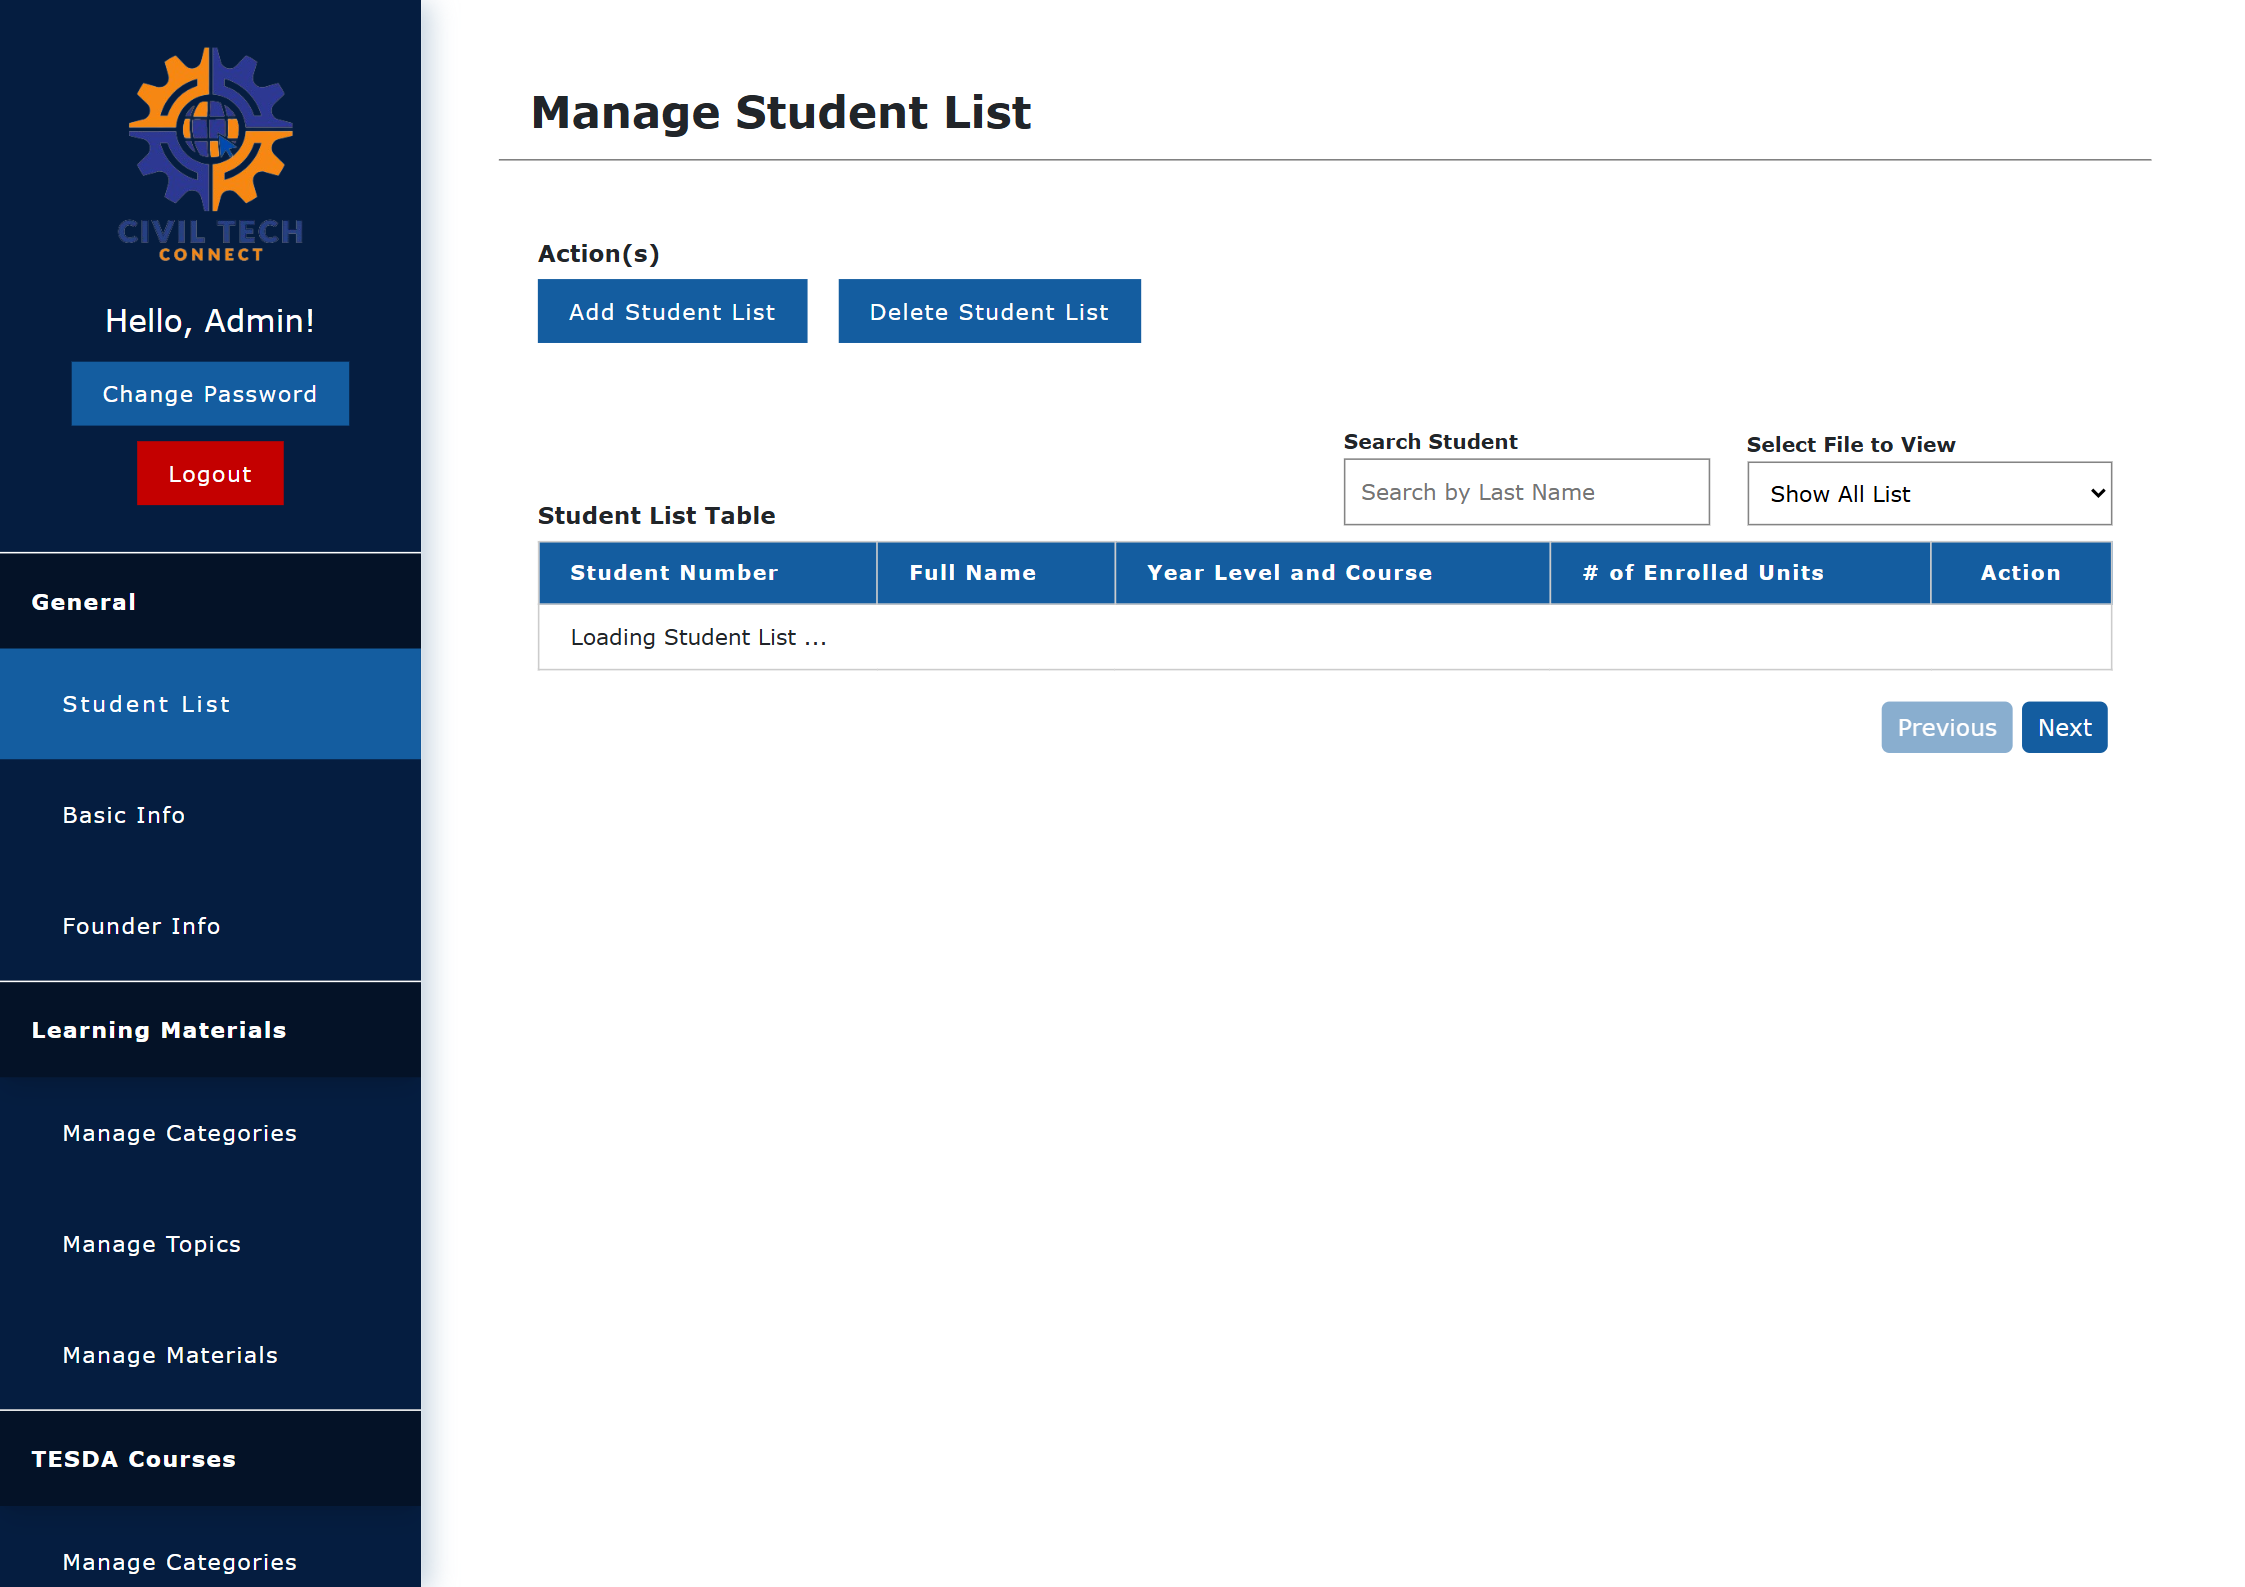 CIVIL TECH
CONNECT
Hello, Admin!
Change Password
Logout
General
Student List
Basic Info
Founder Info
Learning Materials
Manage Categories
Manage Topics
Manage Materials
TESDA Courses
Manage Categories
Manage Student List
Action(s)
Add Student List
Delete Student List
Search Student
Search by Last Name
Select File to View
Show All List
Student List Table
Student Number Full Name Year Level and Course # of Enrolled Units Action
Loading Student List ...
Previous Next